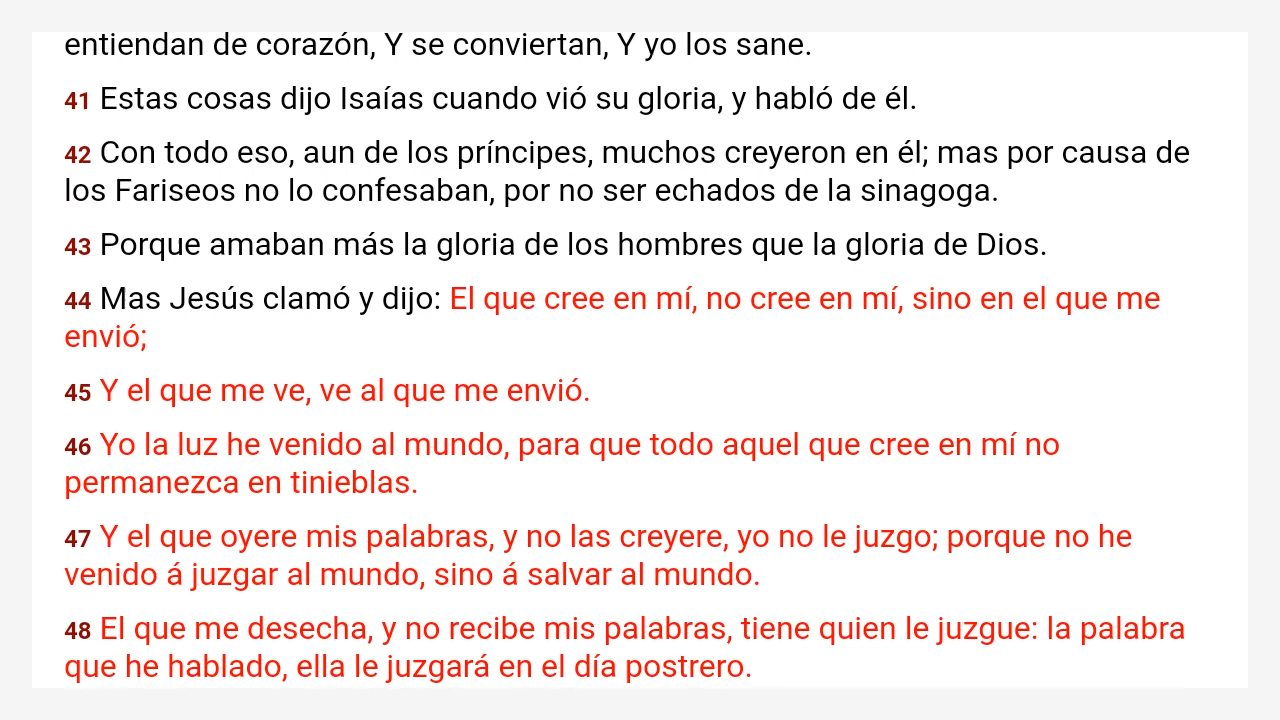 entiendan de corazón, Y se conviertan, Y yo los sane.
41 Estas cosas dijo Isaías cuando vió su gloria, y habló de él.
42 Con todo eso, aun de los príncipes, muchos creyeron en él; mas por causa de
los Fariseos no lo confesaban, por no ser echados de la sinagoga.
43 Porque amaban más la gloria de los hombres que la gloria de Dios.
44 Mas Jesús clamó y dijo: El que cree en mí, no cree en mí, sino en el que me
envió;
45 Y el que me ve, ve al que me envió.
46 Yo la luz he venido al mundo, para que todo aquel que cree en mí no
permanezca en tinieblas.
47 Y el que oyere mis palabras, y no las creyere, yo no le juzgo; porque no he
venido á juzgar al mundo, sino á salvar al mundo.
48 El que me desecha, y no recibe mis palabras, tiene quien le juzgue: la palabra
que he hablado, ella le juzgará en el día postrero.